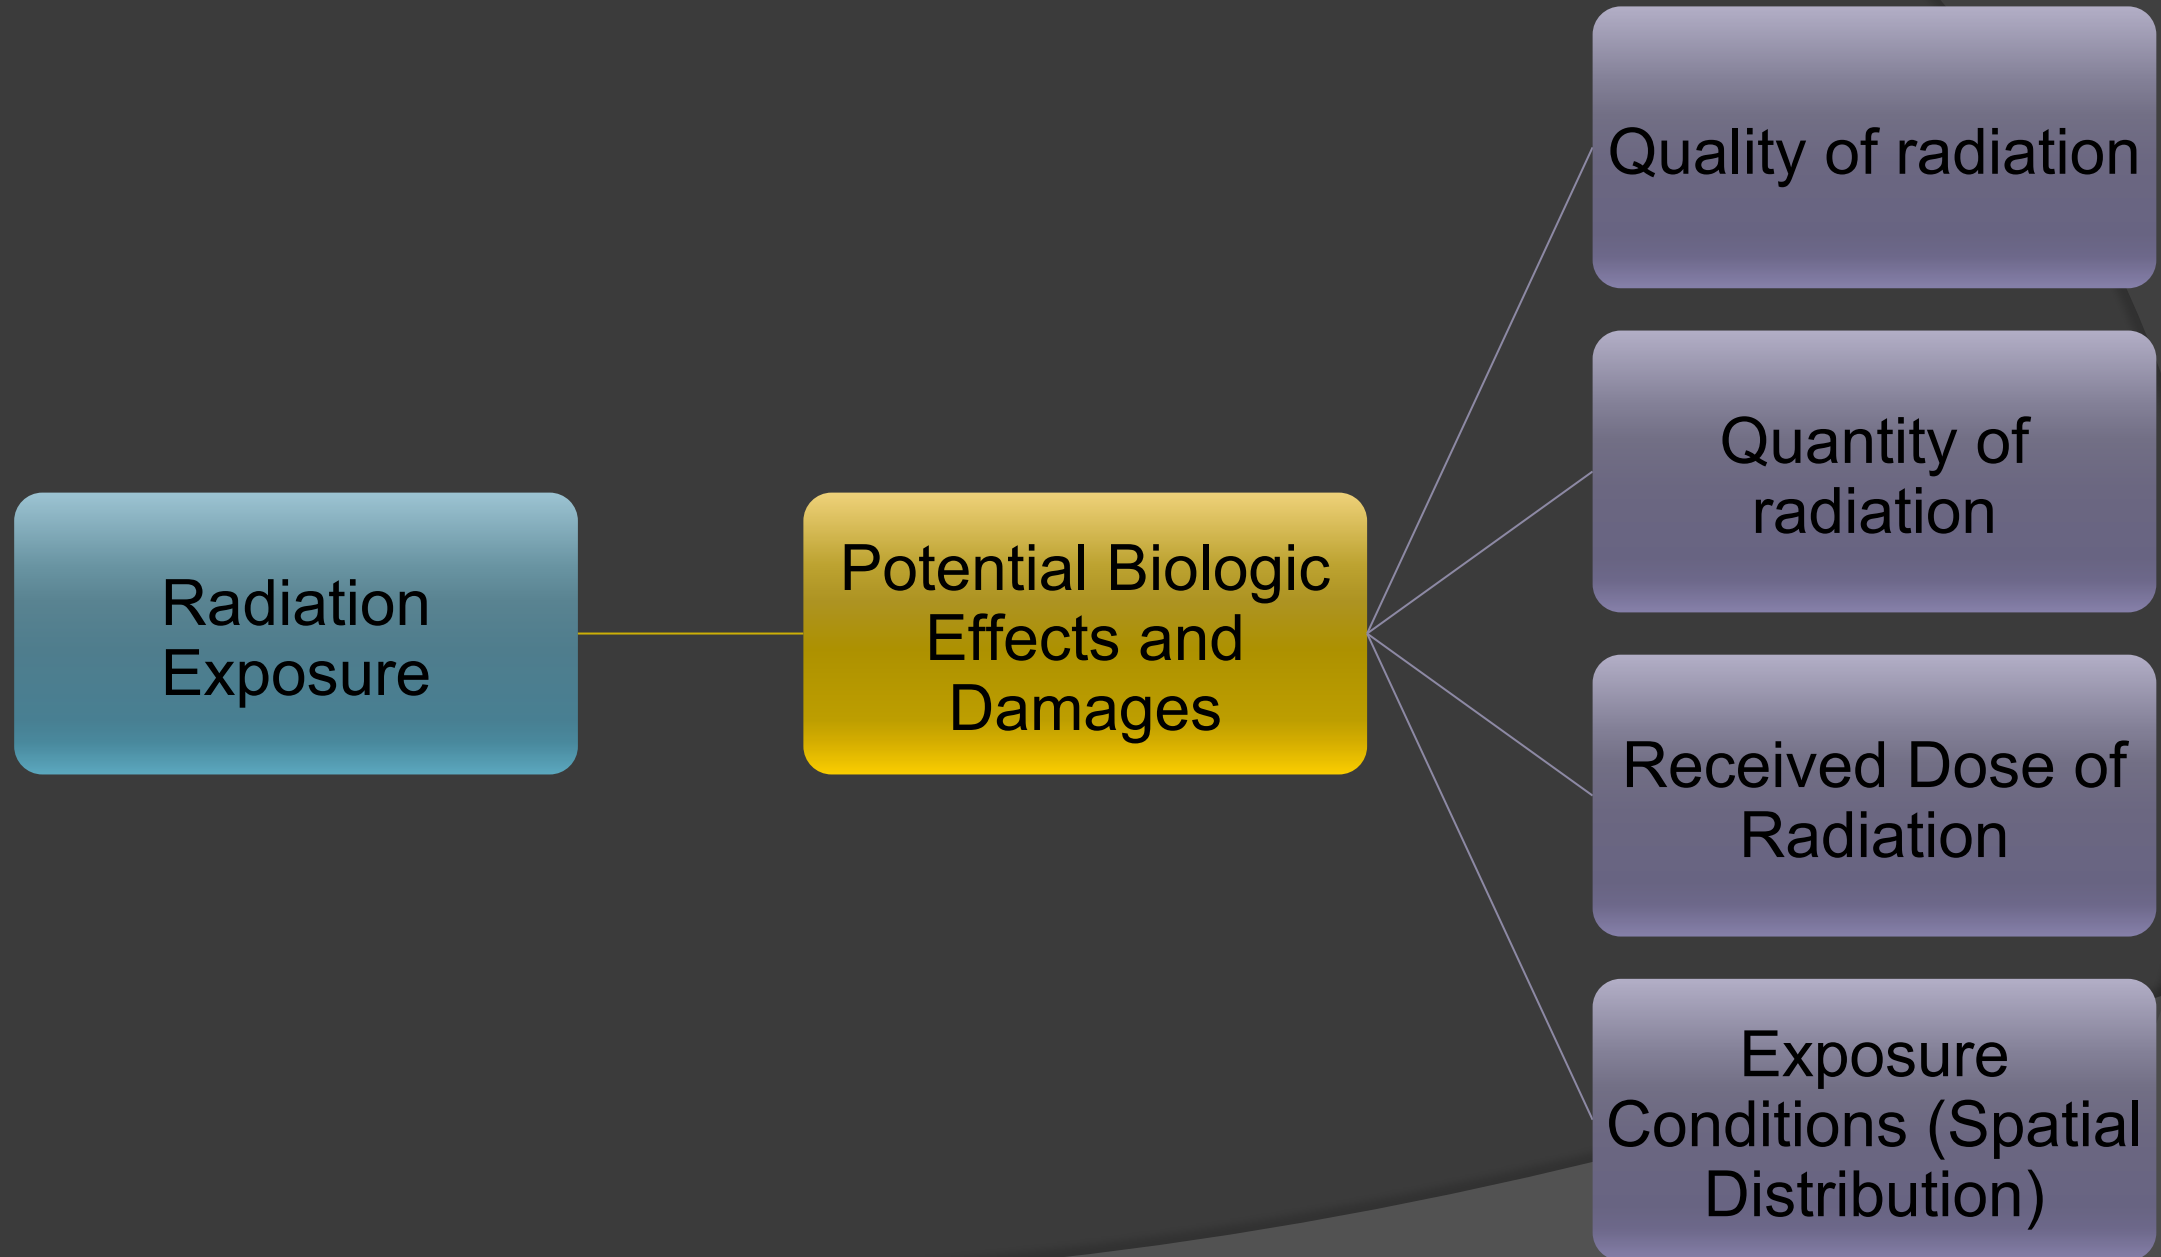 Radiation
Exposure
Potential Biologic
Effects and
Damages
Quality of radiation
Quantity of
radiation
Received Dose of
Radiation
Exposure
Conditions (Spatial
Distribution)